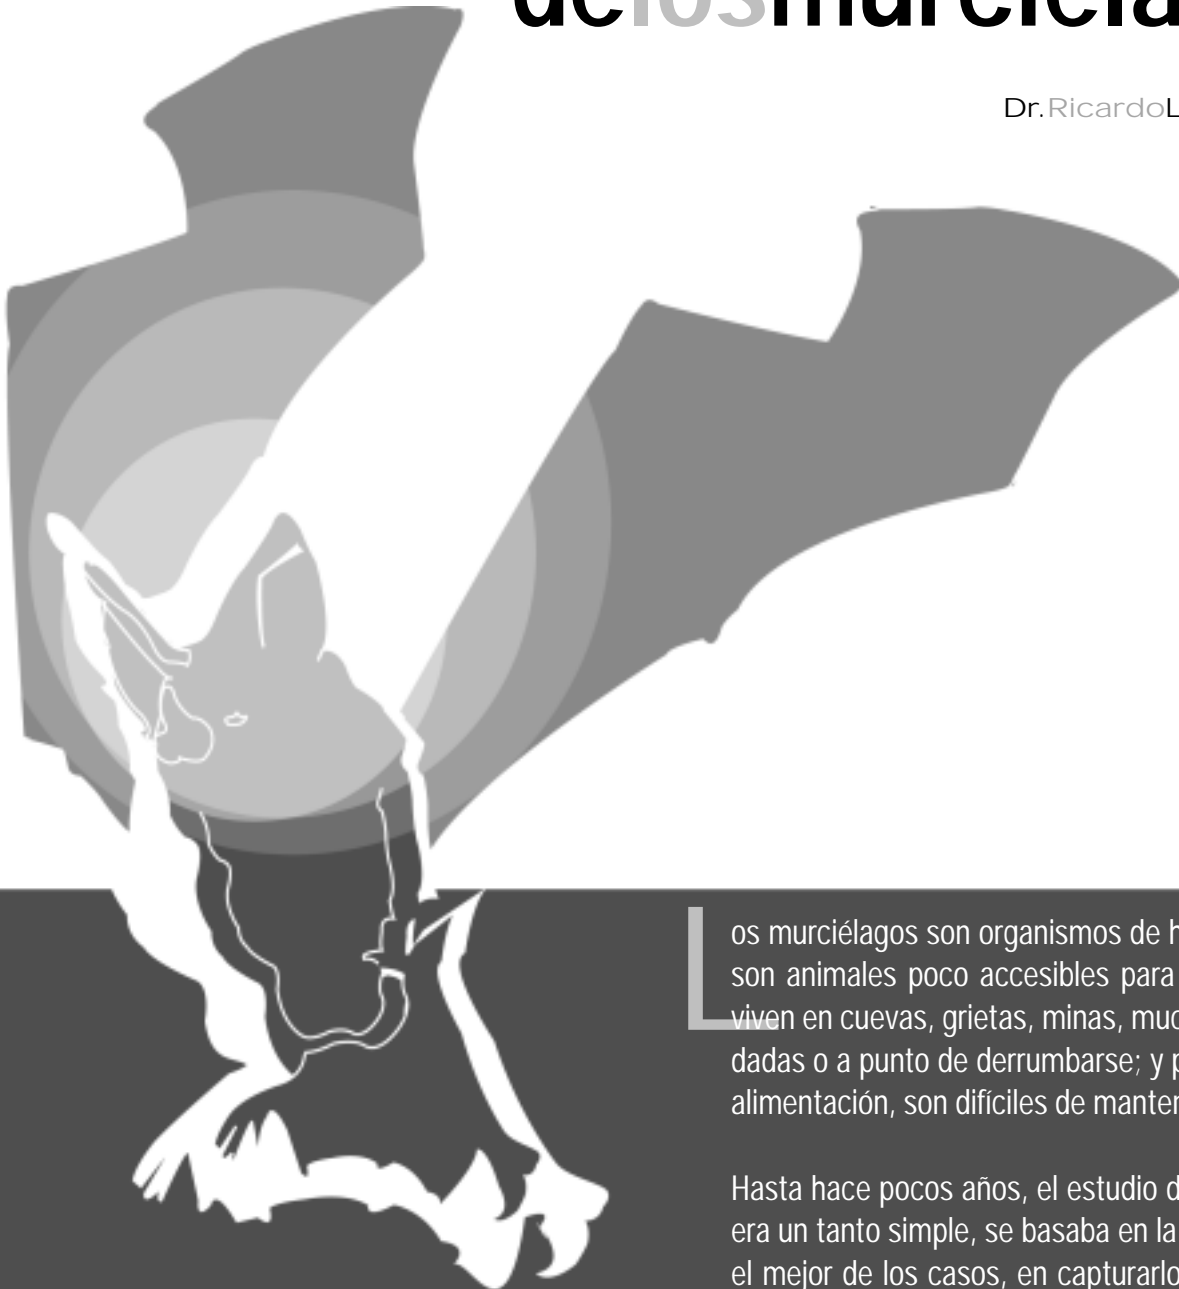 delosmurciéla
Dr.RicardoL
Los murciélagos son organismos de h
son animales poco accesibles para
viven en cuevas, grietas, minas, muc
dadas o a punto de derrumbarse; y p
alimentación, son difíciles de manter
Hasta hace pocos años, el estudio d
era un tanto simple, se basaba en la
el mejor de los casos, en capturarlo